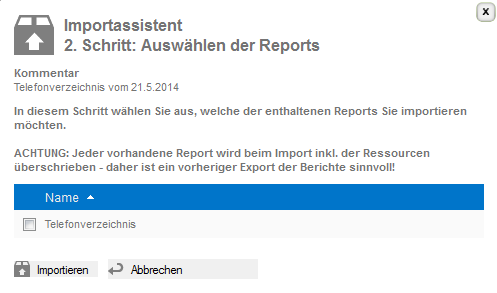 x
Importassistent
2. Schritt: Auswählen der Reports
Kommentar
Telefonverzeichnis vom 21.5.2014
In diesem Schritt wählen Sie aus, welche der enthaltenen Reports Sie importieren
möchten.
ACHTUNG: Jeder vorhandene Report wird beim Import inkl. der Ressourcen
überschrieben - daher ist ein vorheriger Export der Berichte sinnvoll!
Name
Telefonverzeichnis
Importieren Abbrechen